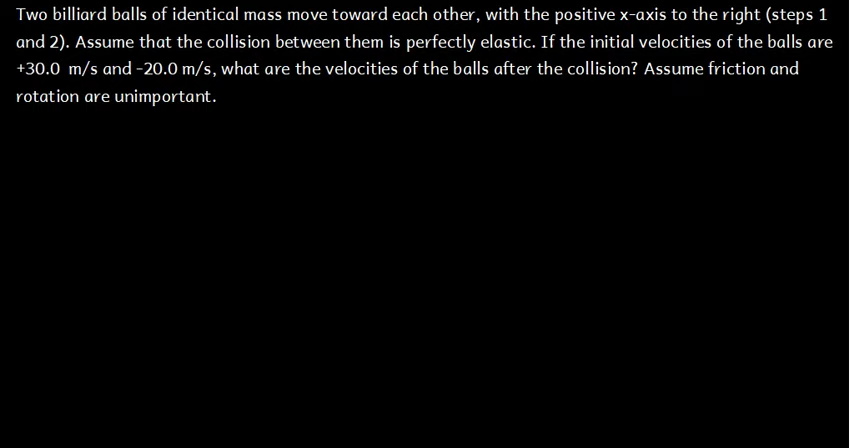 Two billiard balls of identical mass move toward each other, with the positive x-axis to the right (steps 1
and 2). Assume that the collision between them is perfectly elastic. If the initial velocities of the balls are
+30.0 m/s and -20.0 m/s, what are the velocities of the balls after the collision? Assume friction and
rotation are unimportant.